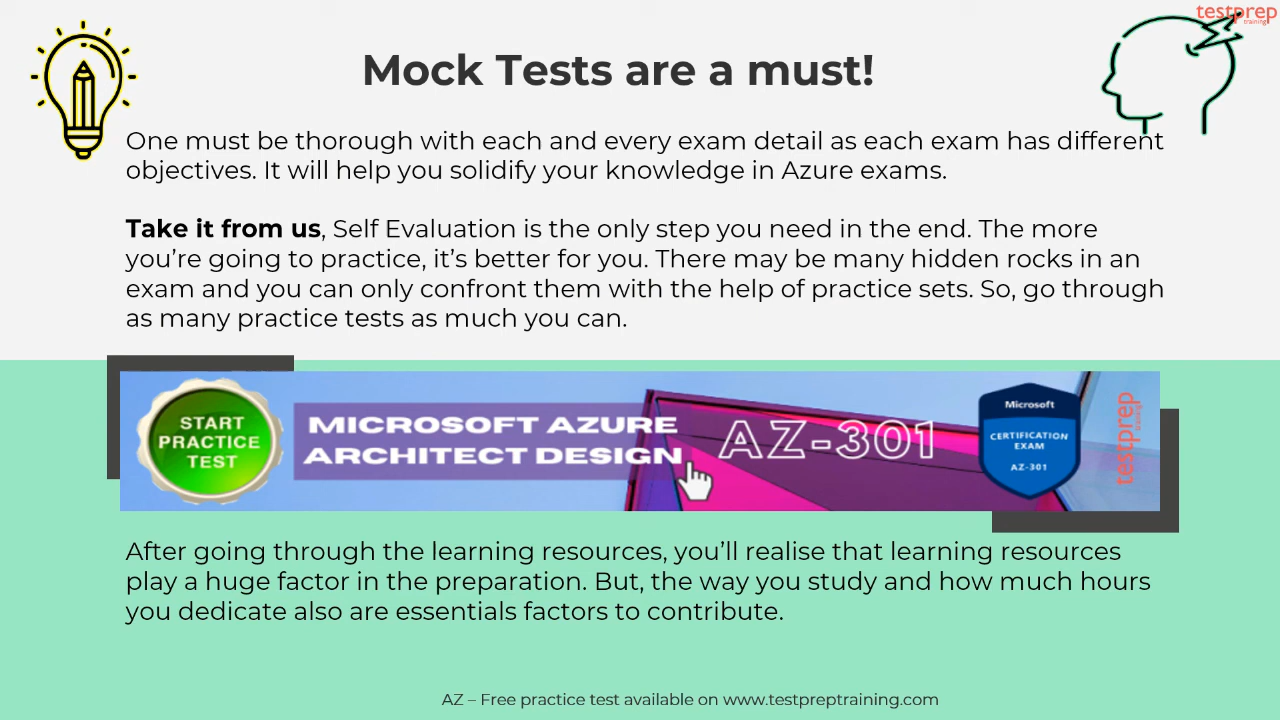 testprep
training
Mock Tests are a must!
One must be thorough with each and every exam detail as each exam has different
objectives. It will help you solidify your knowledge in Azure exams.
Take it from us, Self Evaluation is the only step you need in the end. The more
you’re going to practice, it’s better for you. There may be many hidden rocks in an
exam and you can only confront them with the help of practice sets. So, go through
as many practice tests as much you can.
START
PRACTICE
TEST
MICROSOFT AZURE
ARCHITECT DESIGN
AZ-301
Microsoft
CERTIFICATION
EXAM
AZ-301
testprep
training
After going through the learning resources, you’ll realise that learning resources
play a huge factor in the preparation. But, the way you study and how much hours
you dedicate also are essentials factors to contribute.
AZ – Free practice test available on www.testpreptraining.com